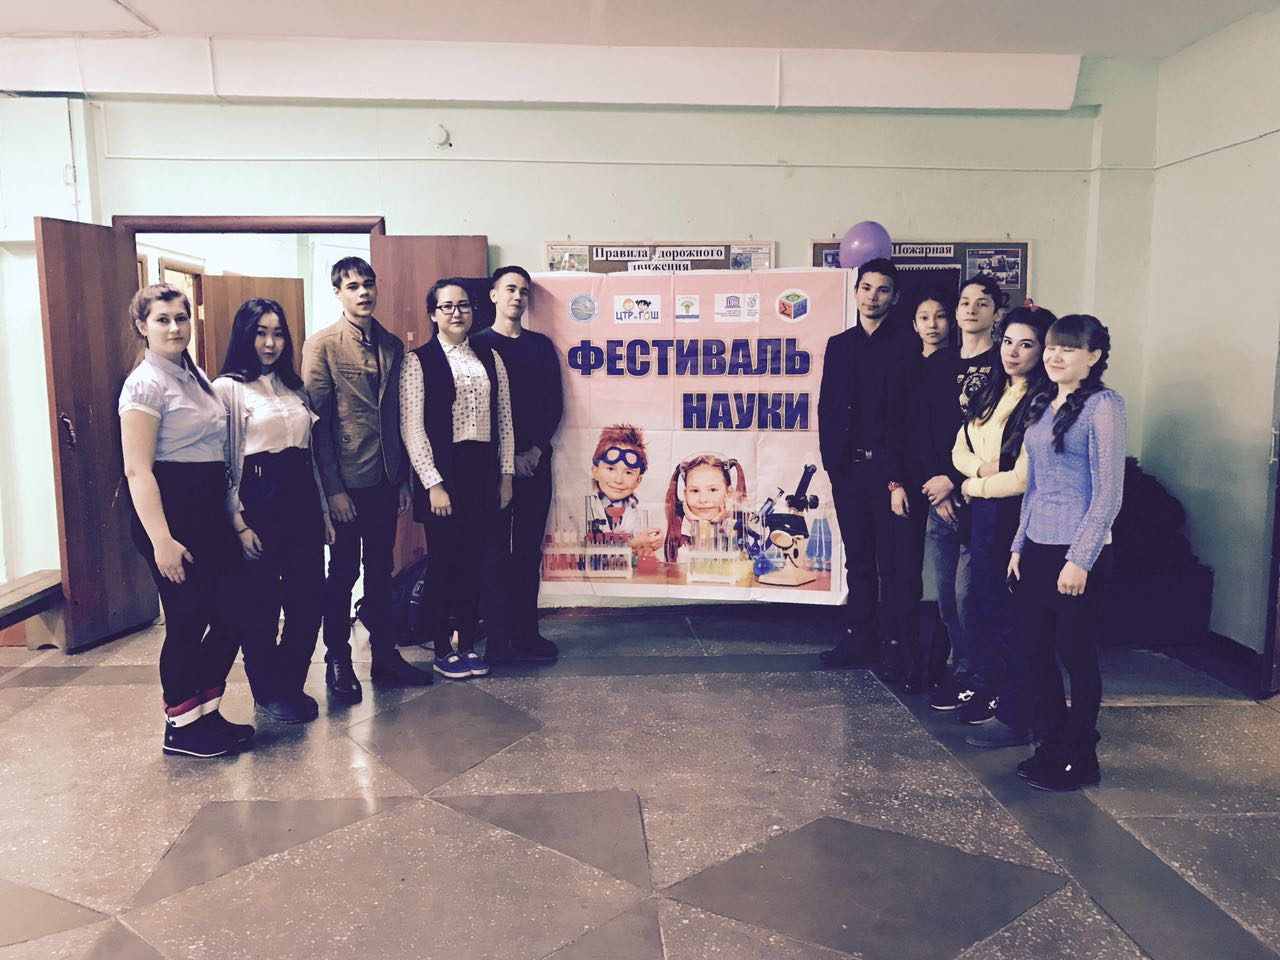 Правила дорожного
движения
Пожарная
ЦТР и ГОШ
ФЕСТИВАЛЬ
НАУКИ